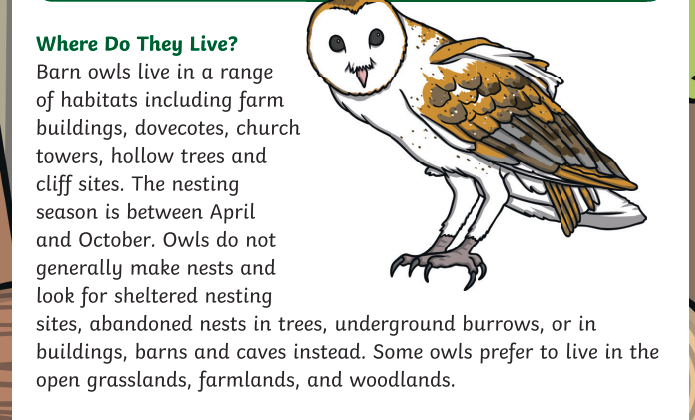 Where Do They Live?
Barn owls live in a range
of habitats including farm
buildings, dovecotes, church
towers, hollow trees and
cliff sites. The nesting
season is between April
and October. Owls do not
generally make nests and
look for sheltered nesting
sites, abandoned nests in trees, underground burrows, or in
buildings, barns and caves instead. Some owls prefer to live in the
open grasslands, farmlands, and woodlands.